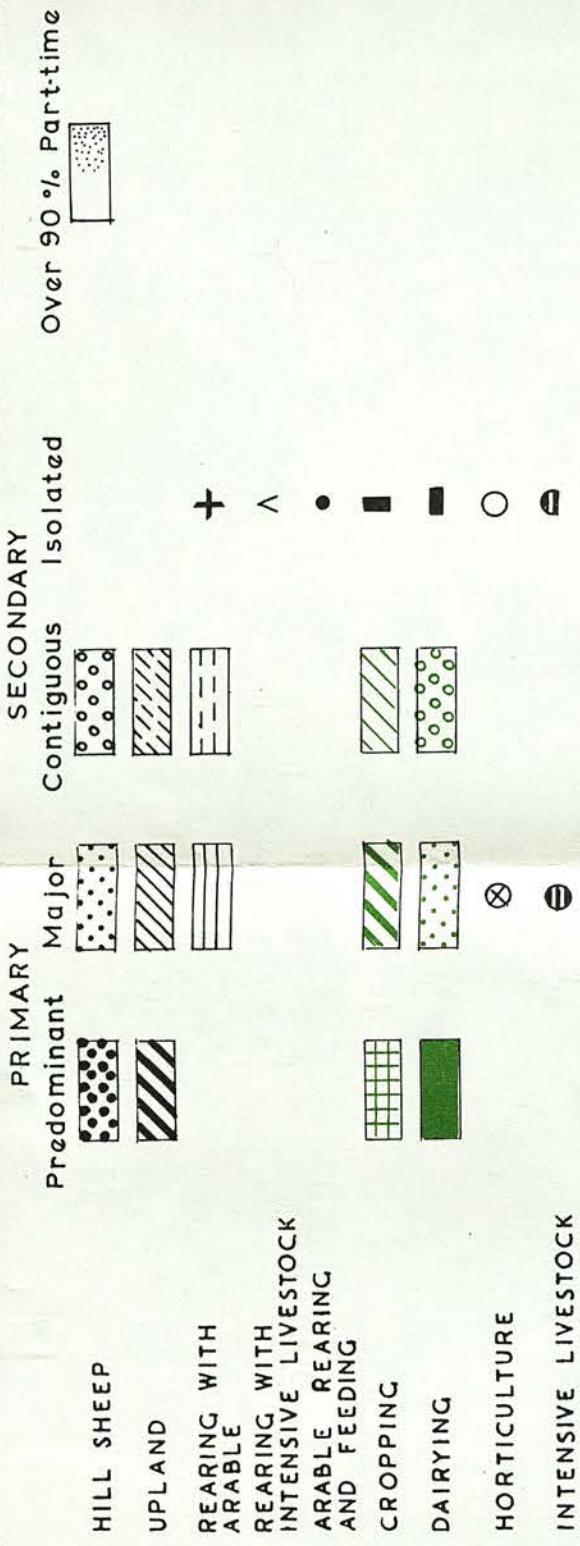 PRIMARY
SECONDARY
Predominant
Major
Contiguous
Isolated
Over 90 % Part-time
HILL SHEEP
UPLAND
REARING WITH
ARABLE
REARING WITH
INTENSIVE LIVESTOCK
ARABLE REARING
AND FEEDING
CROPPING
DAIRYING
HORTICULTURE
INTENSIVE LIVESTOCK